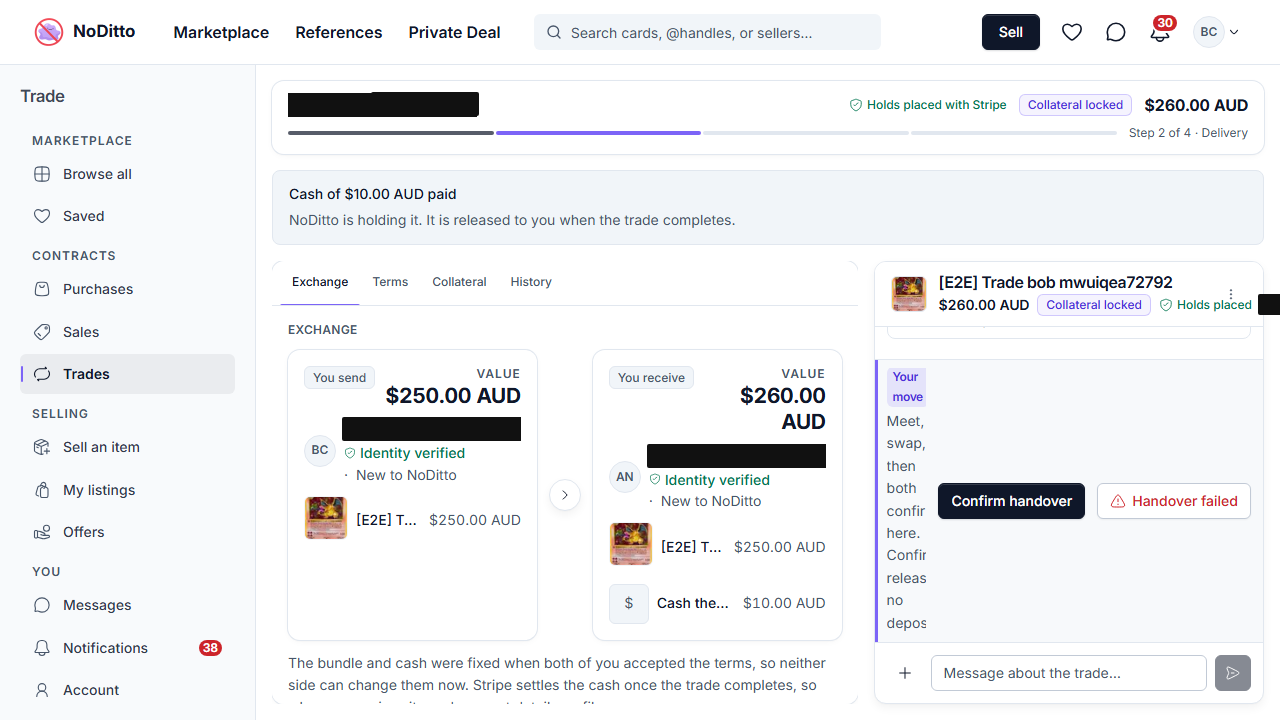 NoDitto
Marketplace References Private Deal
Search cards, @handles, or sellers...
Sell
30
BC
Trade
MARKETPLACE
Browse all
Saved
CONTRACTS
Purchases
Sales
Trades
SELLING
Sell an item
My listings
Offers
YOU
Messages
Notifications 38
Account
Holds placed with Stripe Collateral locked $260.00 AUD
Step 2 of 4 · Delivery
Cash of $10.00 AUD paid
NoDitto is holding it. It is released to you when the trade completes.
Exchange Terms Collateral History
EXCHANGE
You send VALUE
$250.00 AUD
BC
Identity verified
· New to NoDitto
[E2E] T... $250.00 AUD
You receive VALUE
$260.00
AUD
AN
Identity verified
· New to NoDitto
[E2E] T... $250.00 AUD
$ Cash the... $10.00 AUD
The bundle and cash were fixed when both of you accepted the terms, so neither
side can change them now. Stripe settles the cash once the trade completes, so
[E2E] Trade bob mwuiqea72792
$260.00 AUD Collateral locked Holds placed
Your
move
Meet,
swap,
then
both
confir
here.
Confir
releas
no
depos
Confirm handover Handover failed
Message about the trade...